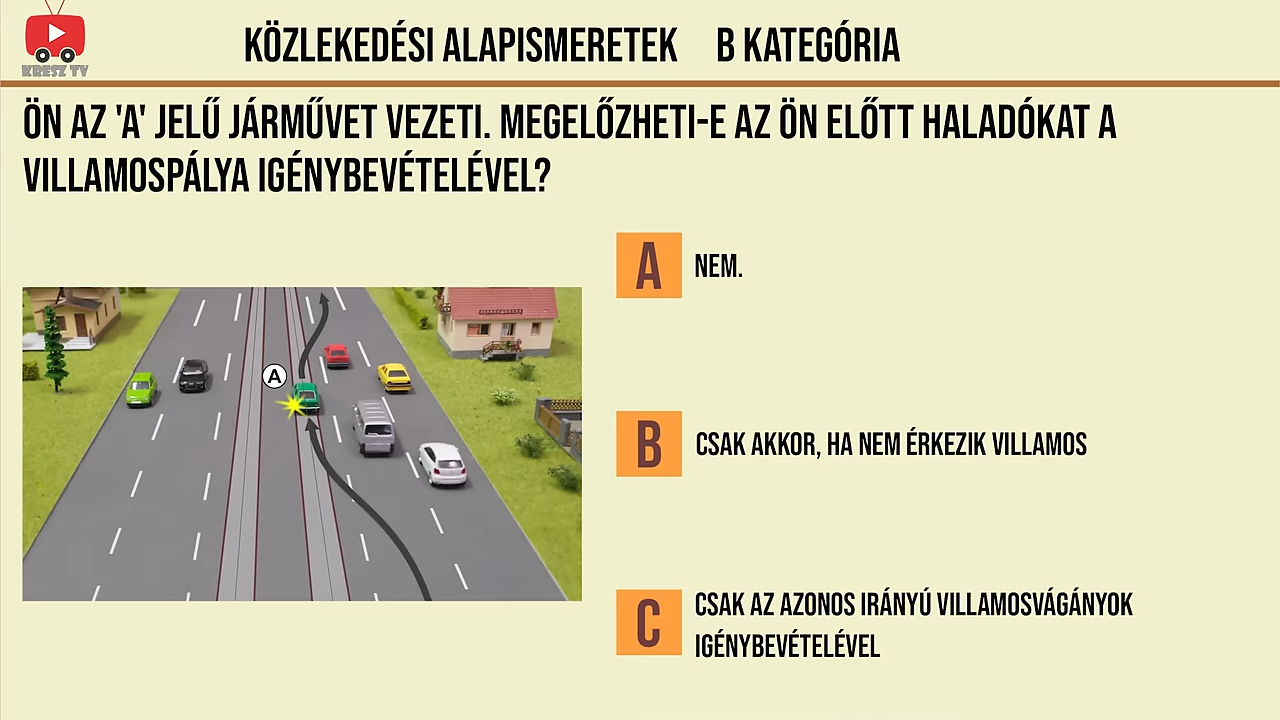 KRESZ TV
KÖZLEKEDÉSI ALAPISMERETEK B KATEGÓRIA
ÖN AZ 'A' JELŰ JÁRMŰVET VEZETI. MEGELŐZHETI-E AZ ÖN ELŐTT HALADÓKAT A
VILLAMOSPÁLYA IGÉNYBEVÉTELÉVEL?
A
A NEM.
B CSAK AKKOR, HA NEM ÉRKEZIK VILLAMOS
C CSAK AZ AZONOS IRÁNYÚ VILLAMOSVÁGÁNYOK
IGÉNYBEVÉTELÉVEL